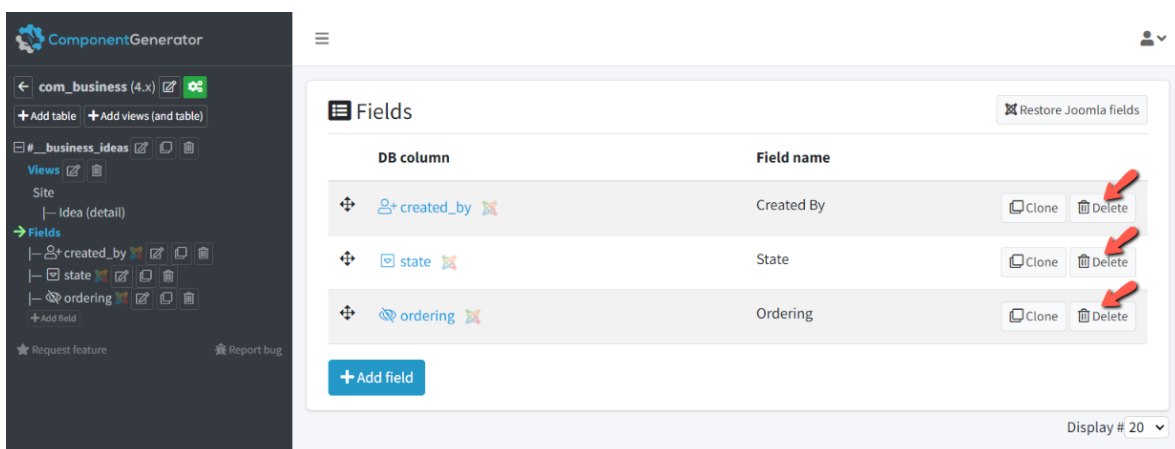 ComponentGenerator
com_business (4.x)
+Add table +Add views (and table)
#__business_ideas
Views
Site
|— Idea (detail)
Fields
|— created_by
|— state
|— ordering
+Add field
Request feature Report bug
Fields
Restore Joomla fields
DB column Field name
created_by Created By Clone Delete
state State Clone Delete
ordering Ordering Clone Delete
+Add field
Display # 20